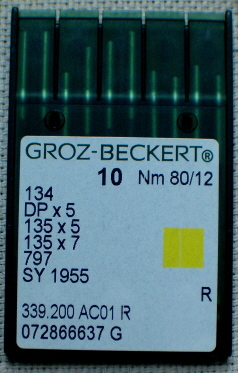 GROZ-BECKERT®
10 Nm 80/12
134
DP x 5
135 x 5
135 x 7
797
SY 1955
R
339.200 AC01 R
072866637 G